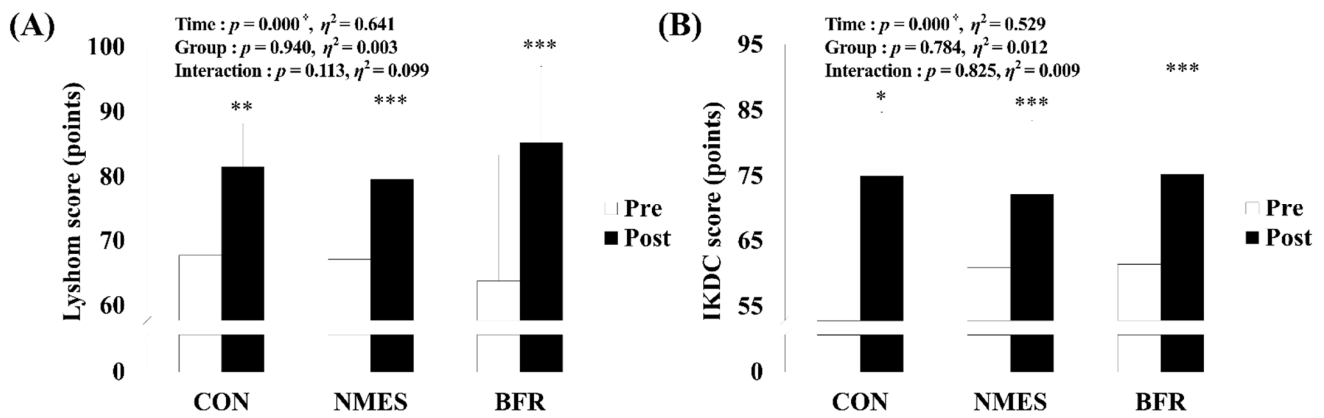 (A)
Time : p = 0.000†, η² = 0.641
Group : p = 0.940, η² = 0.003
Interaction : p = 0.113, η² = 0.099
Lyshom score (points)
100
90
80
70
60
0
**
***
***
CON
NMES
BFR
Pre
Post
(B)
Time : p = 0.000†, η² = 0.529
Group : p = 0.784, η² = 0.012
Interaction : p = 0.825, η² = 0.009
IKDC score (points)
95
85
75
65
55
0
*
***
***
CON
NMES
BFR
Pre
Post